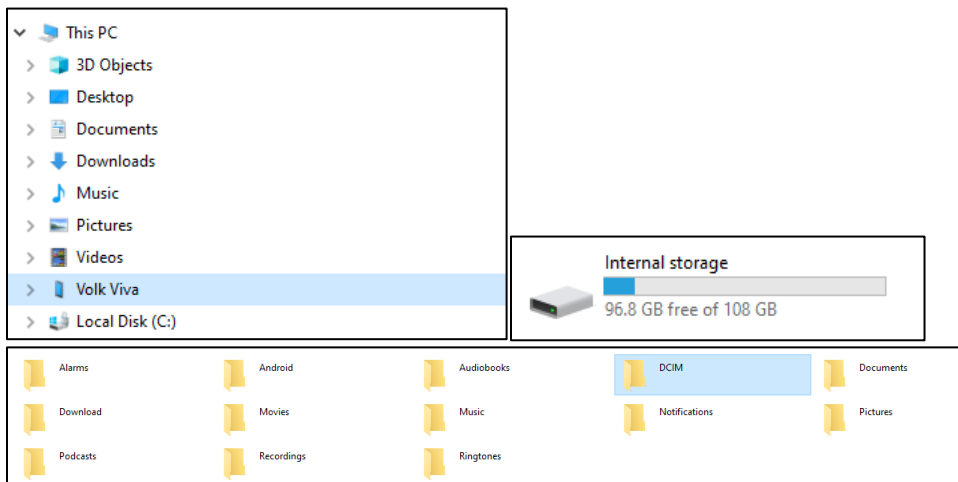 This PC
3D Objects
Desktop
Documents
Downloads
Music
Pictures
Videos
Volk Viva
Local Disk (C:)
Internal storage
96.8 GB free of 108 GB
Alarms Android Audiobooks DCIM Documents
Download Movies Music Notifications Pictures
Podcasts Recordings Ringtones